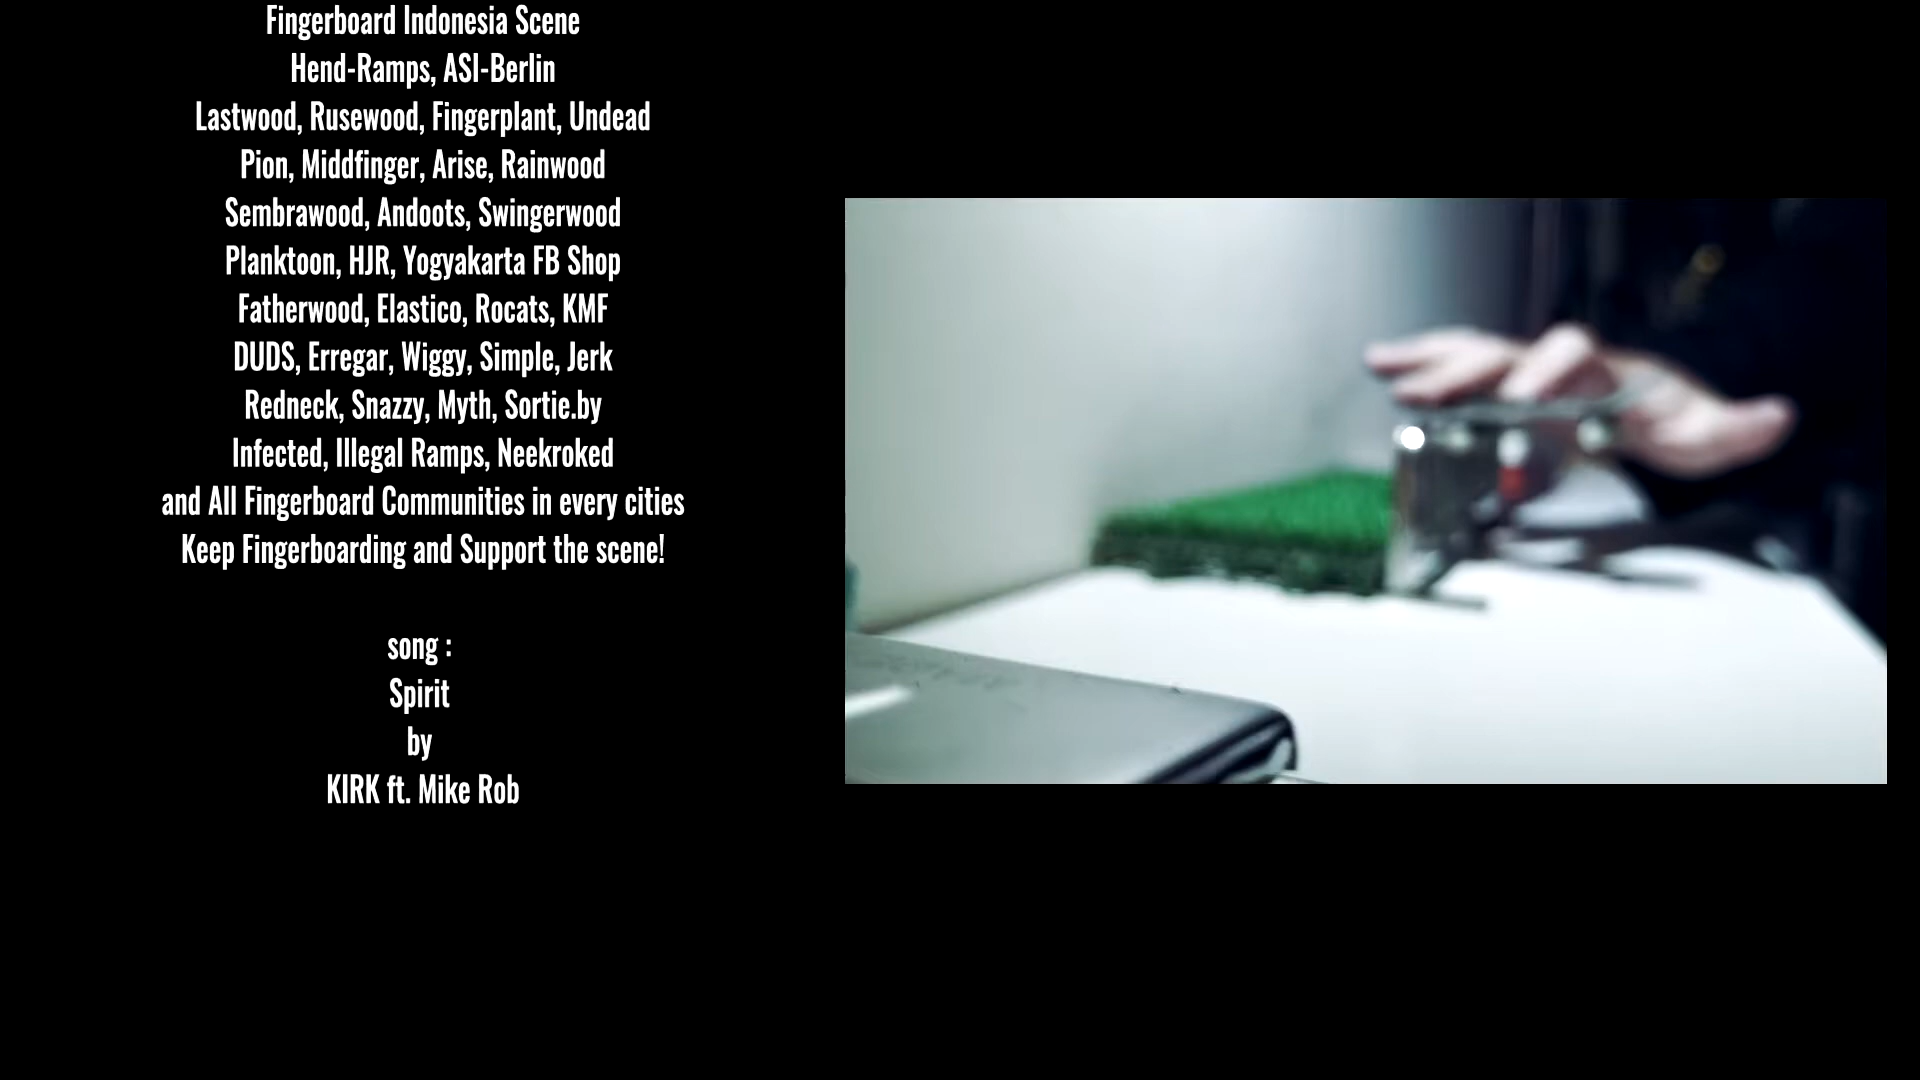 Fingerboard Indonesia Scene
Hend-Ramps, ASI-Berlin
Lastwood, Rusewood, Fingerplant, Undead
Pion, Middfinger, Arise, Rainwood
Sembrawood, Andoots, Swingerwood
Planktoon, HJR, Yogyakarta FB Shop
Fatherwood, Elastico, Rocats, KMF
DUDS, Erregar, Wiggy, Simple, Jerk
Redneck, Snazzy, Myth, Sortie.by
Infected, Illegal Ramps, Neekroked
and All Fingerboard Communities in every cities
Keep Fingerboarding and Support the scene!
song :
Spirit
by
KIRK ft. Mike Rob